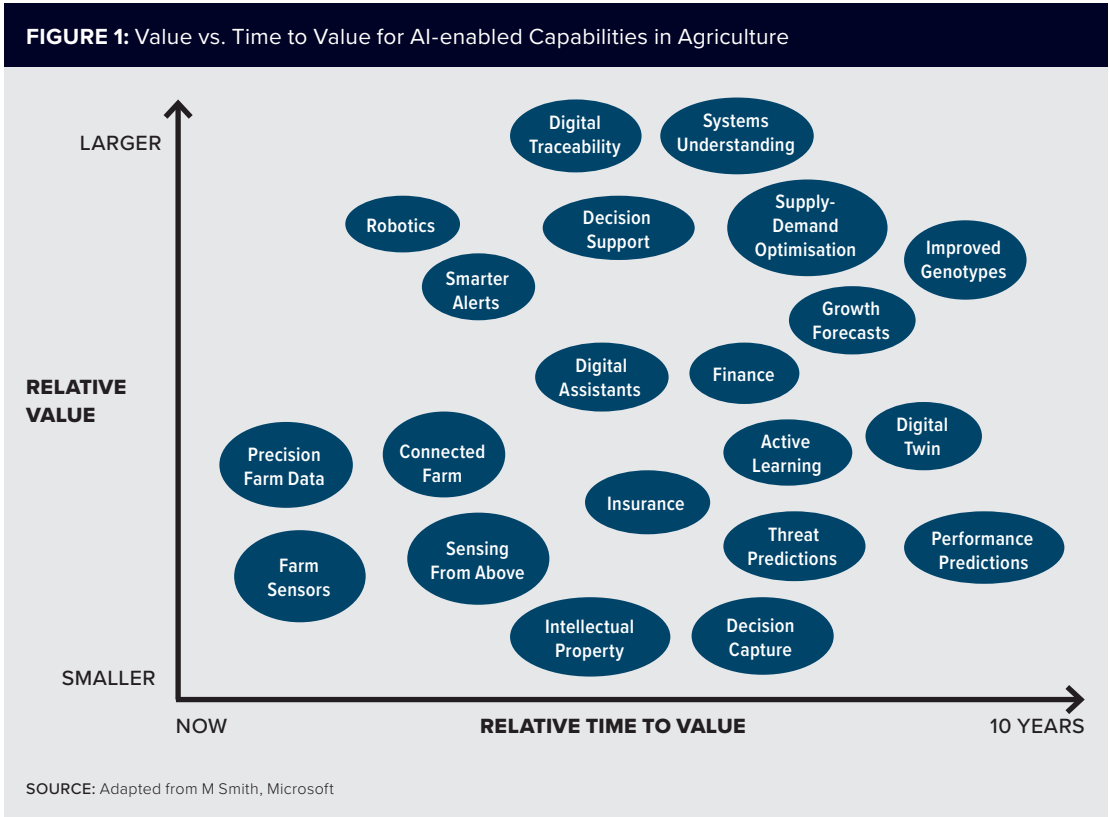 FIGURE 1: Value vs. Time to Value for AI-enabled Capabilities in Agriculture
LARGER
Digital
Traceability
Systems
Understanding
Robotics
Decision
Support
Supply-
Demand
Optimisation
Improved
Genotypes
Smarter
Alerts
Growth
Forecasts
RELATIVE
VALUE
Digital
Assistants
Finance
Precision
Farm Data
Connected
Farm
Active
Learning
Digital
Twin
Insurance
Farm
Sensors
Sensing
From Above
Threat
Predictions
Performance
Predictions
Intellectual
Property
Decision
Capture
SMALLER
NOW
RELATIVE TIME TO VALUE
10 YEARS
SOURCE: Adapted from M Smith, Microsoft